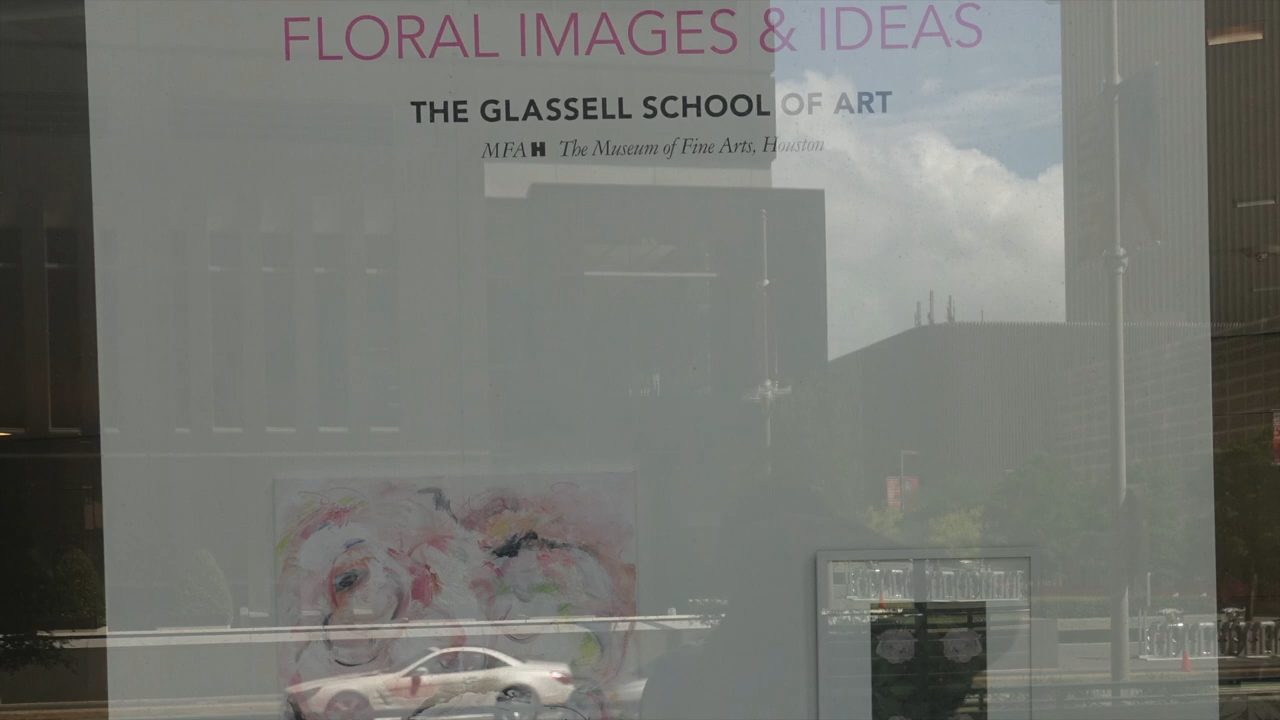 FLORAL IMAGES & IDEAS
THE GLASSELL SCHOOL OF ART
MFAH The Museum of Fine Arts, Houston